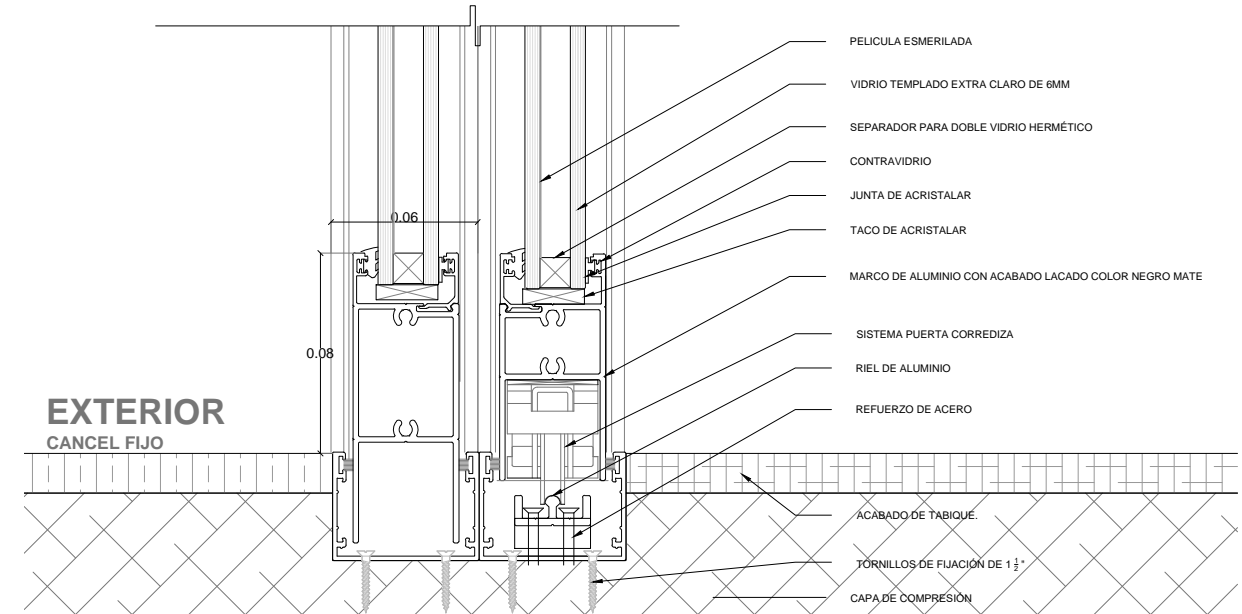 PELICULA ESMERILADA
VIDRIO TEMPLADO EXTRA CLARO DE 6MM
SEPARADOR PARA DOBLE VIDRIO HERMÉTICO
CONTRAVIDRIO
JUNTA DE ACRISTALAR
TACO DE ACRISTALAR
MARCO DE ALUMINIO CON ACABADO LACADO COLOR NEGRO MATE
SISTEMA PUERTA CORREDIZA
RIEL DE ALUMINIO
REFUERZO DE ACERO
0.06
0.08
EXTERIOR
CANCEL FIJO
ACABADO DE TABIQUE.
TORNILLOS DE FIJACIÓN DE 1 1/2"
CAPA DE COMPRESIÓN